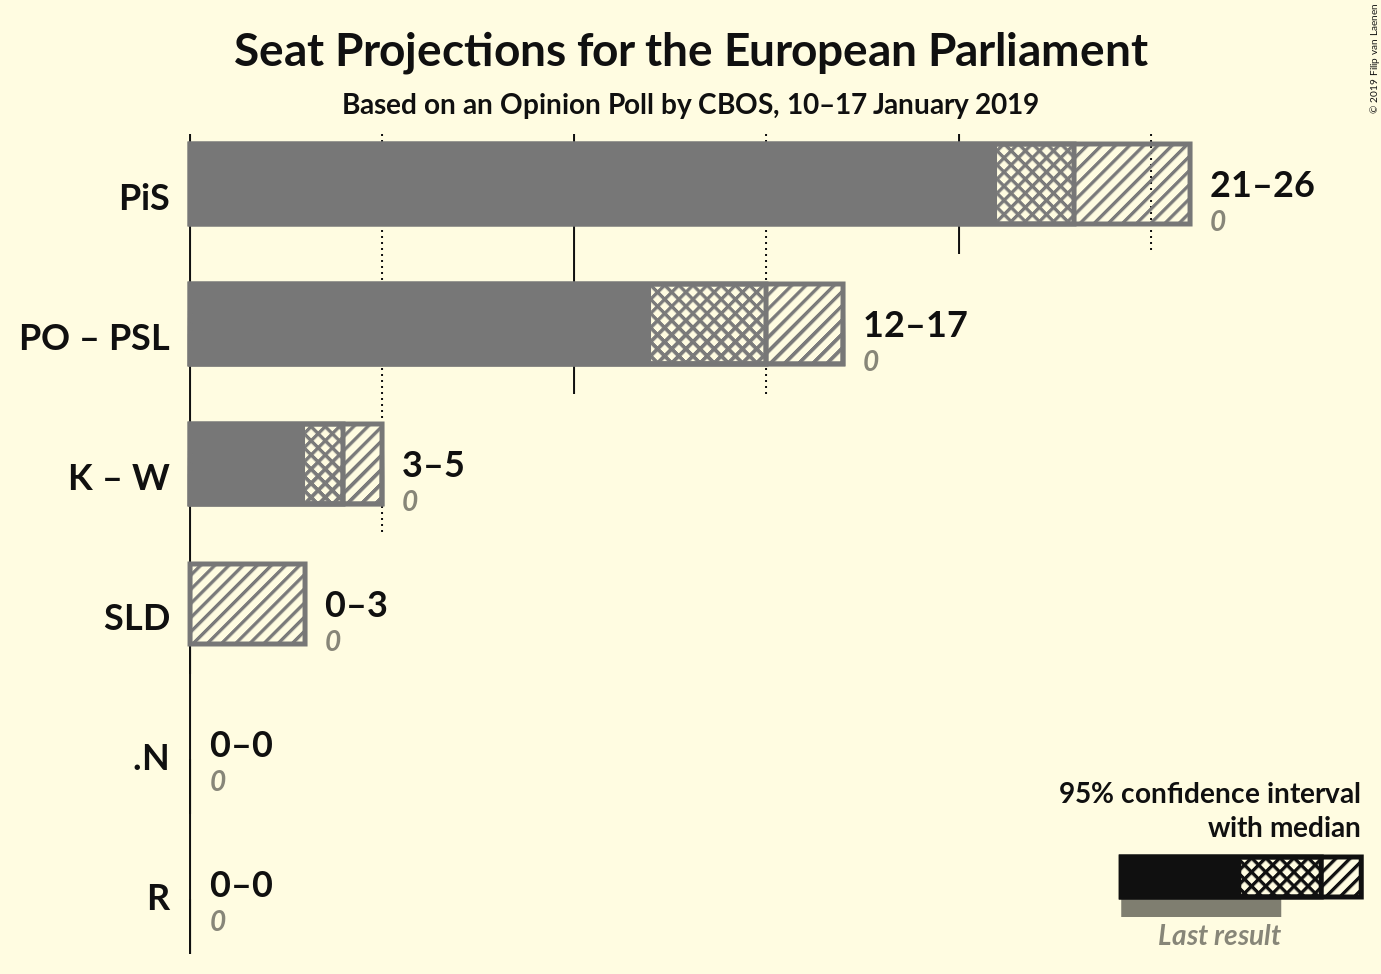 Seat Projections for the European Parliament
Based on an Opinion Poll by CBOS, 10–17 January 2019
© 2019 Filip van Laenen
PiS
21–26
0
PO – PSL
12–17
0
K – W
3–5
0
SLD
0–3
0
.N
0–0
0
R
0–0
0
95% confidence interval
with median
Last result